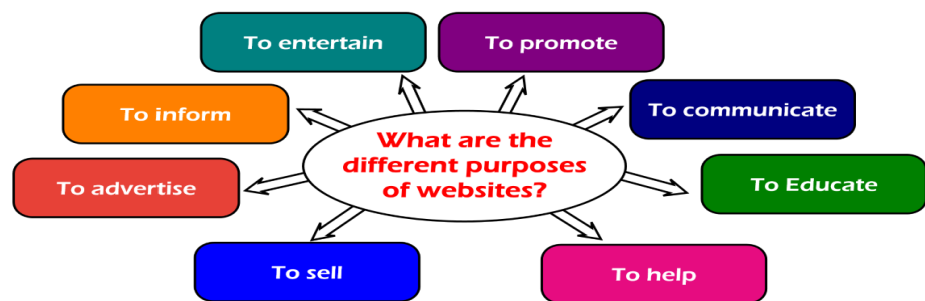 To entertain
To promote
To inform
To communicate
What are the
different purposes
of websites?
To advertise
To Educate
To sell
To help